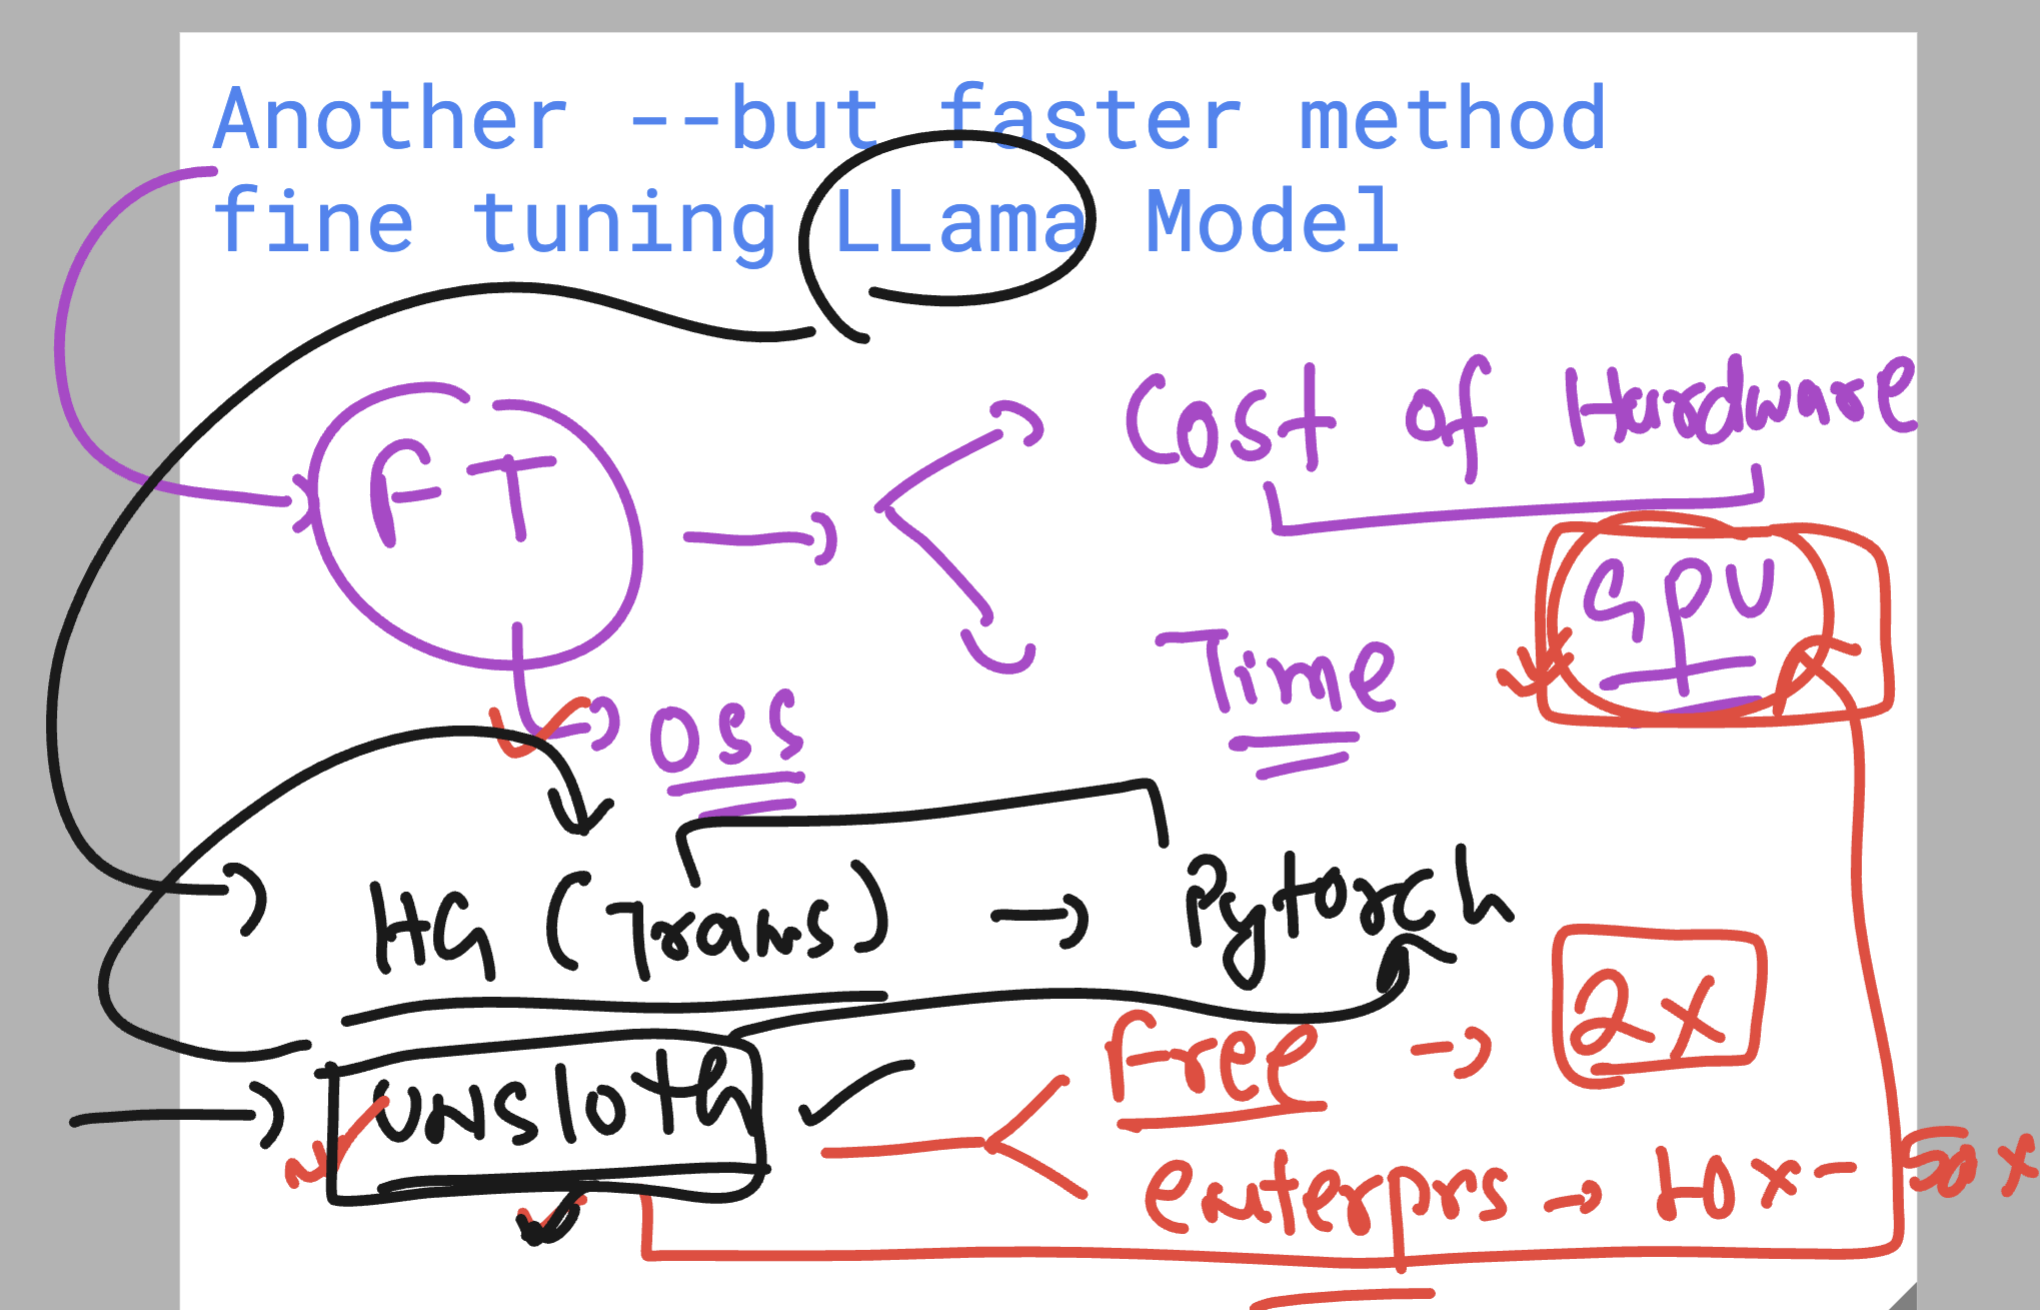 Another --but faster method
fine tuning LLama Model
FT
Cost of Hardware
GPU
Time
OSS
HG (Trans) → Pytorch
UNSloth
Free → 2x
enterprs → 10x - 50x